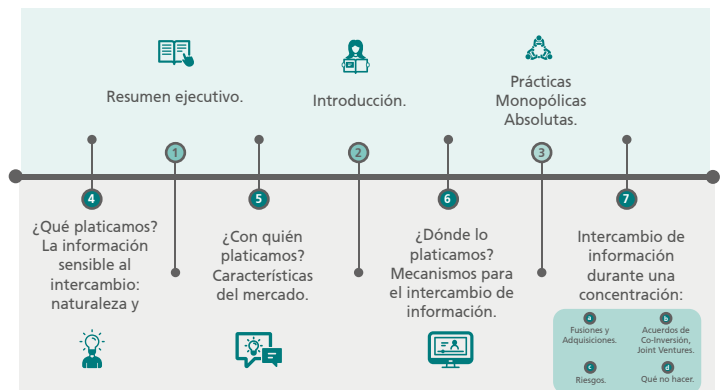 Resumen ejecutivo.
Introducción.
Prácticas
Monopólicas
Absolutas.
1
2
3
4
¿Qué platicamos?
La información
sensible al
intercambio:
naturaleza y
5
¿Con quién
platicamos?
Características
del mercado.
6
¿Dónde lo
platicamos?
Mecanismos para
el intercambio de
información.
7
Intercambio de
información
durante una
concentración:
a
Fusiones y
Adquisiciones.
b
Acuerdos de
Co-Inversión,
Joint Ventures.
c
Riesgos.
d
Qué no hacer.